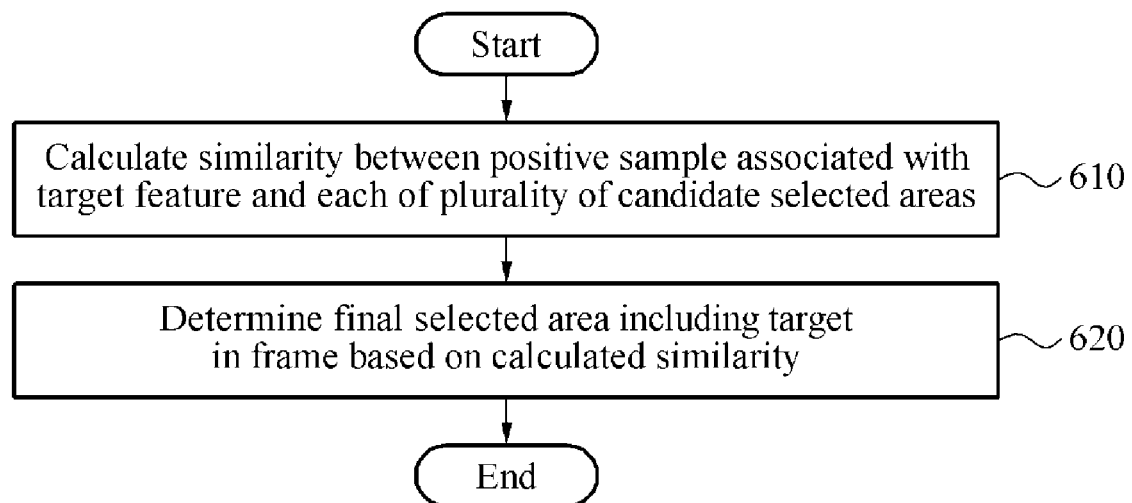 Start
Calculate similarity between positive sample associated with
target feature and each of plurality of candidate selected areas
610
Determine final selected area including target
in frame based on calculated similarity
620
End